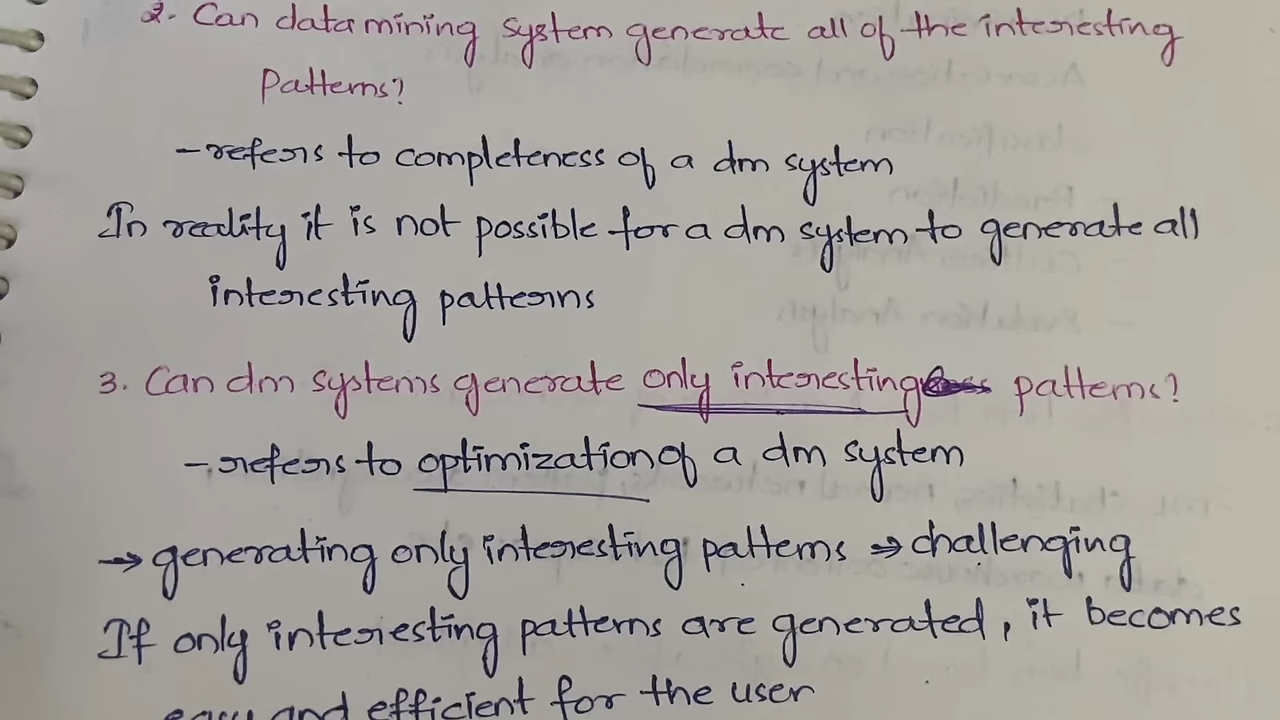 2. Can data mining system generate all of the interesting
Patterns?
- refers to completeness of a dm system
In reality it is not possible for a dm system to generate all
interesting patterns
3. Can dm systems generate only interesting patterns?
- refers to optimization of a dm system
→ generating only interesting patterns ⇒ challenging
If only interesting patterns are generated, it becomes
easy and efficient for the user